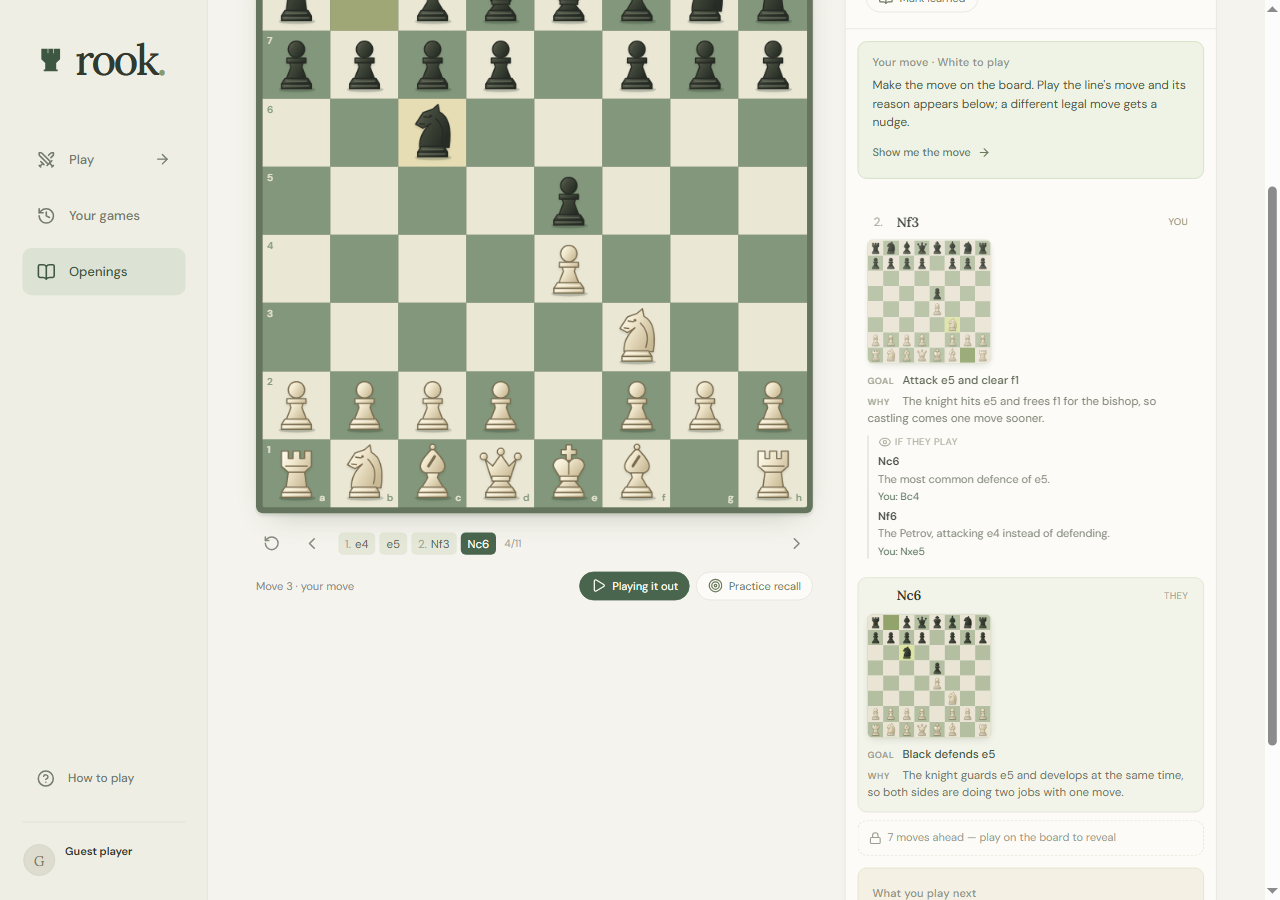 rook.
Play
Your games
Openings
How to play
G
Guest player
7
6
5
4
3
2
1
a
b
c
d
e
f
g
h
1. e4
e5
2. Nf3
Nc6
4/11
Move 3 · your move
Playing it out
Practice recall
Mark learned
Your move · White to play
Make the move on the board. Play the line's move and its
reason appears below; a different legal move gets a
nudge.
Show me the move
2. Nf3
YOU
GOAL Attack e5 and clear f1
WHY The knight hits e5 and frees f1 for the bishop, so
castling comes one move sooner.
IF THEY PLAY
Nc6
The most common defence of e5.
You: Bc4
Nf6
The Petrov, attacking e4 instead of defending.
You: Nxe5
Nc6
THEY
GOAL Black defends e5
WHY The knight guards e5 and develops at the same time,
so both sides are doing two jobs with one move.
7 moves ahead — play on the board to reveal
What you play next